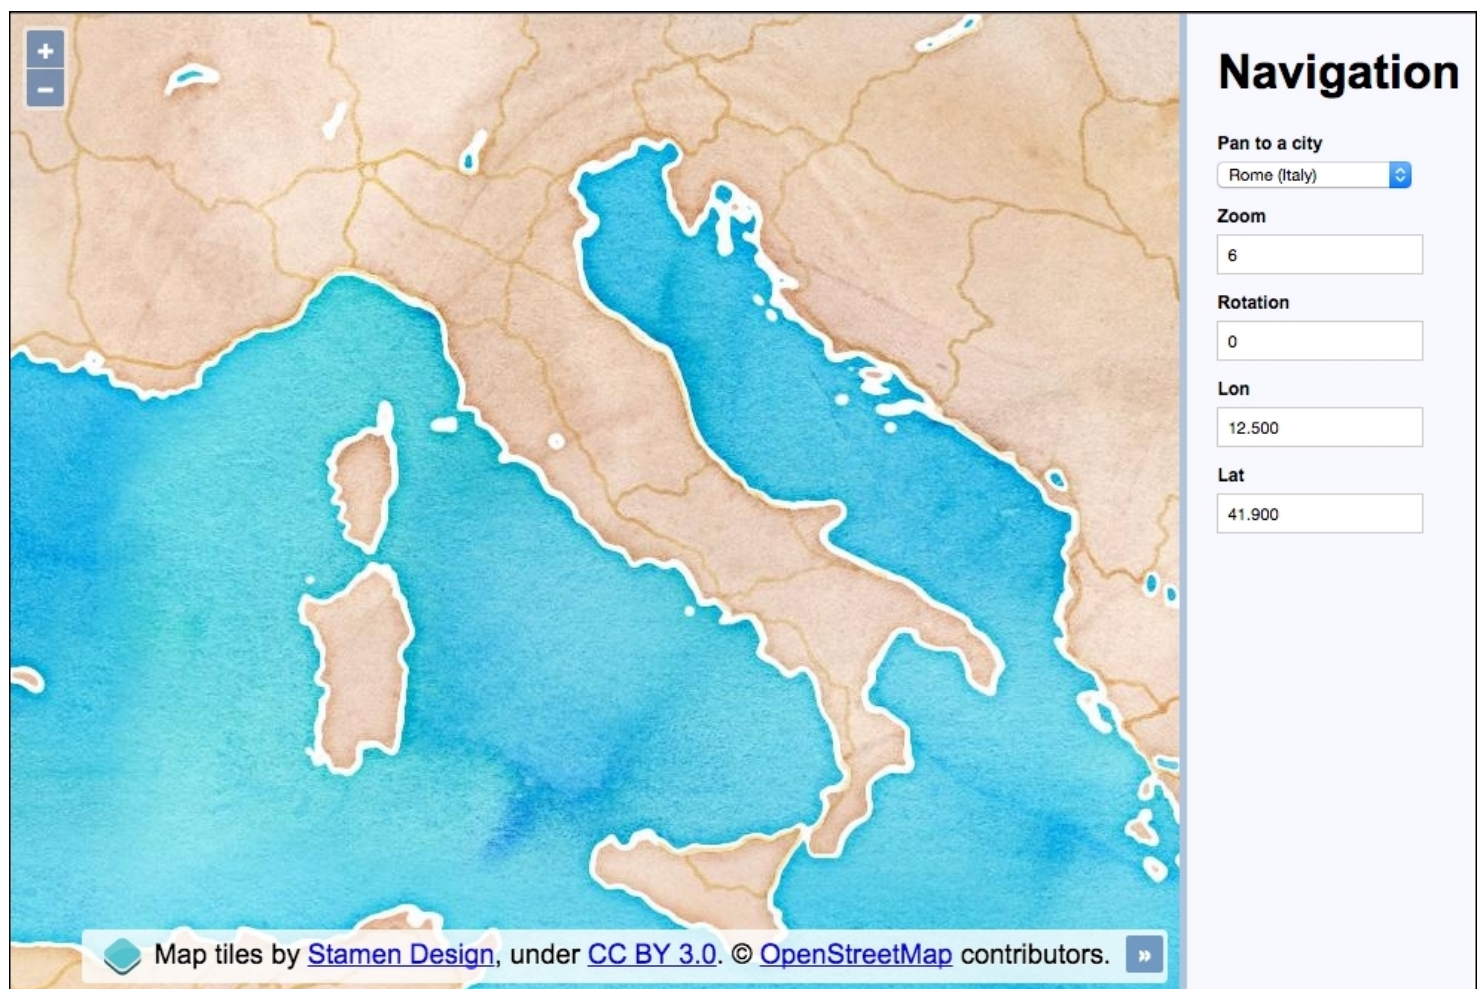 +
−
Navigation
Pan to a city
Rome (Italy)
Zoom
6
Rotation
0
Lon
12.500
Lat
41.900
Map tiles by Stamen Design, under CC BY 3.0. © OpenStreetMap contributors.
»